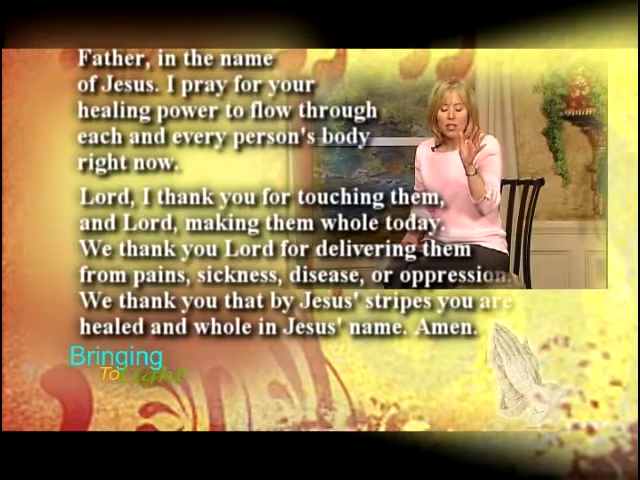 Father, in the name
of Jesus. I pray for your
healing power to flow through
each and every person's body
right now.
Lord, I thank you for touching them,
and Lord, making them whole today.
We thank you Lord for delivering them
from pains, sickness, disease, or oppression.
We thank you that by Jesus' stripes you are
healed and whole in Jesus' name. Amen.
Bringing
To Light